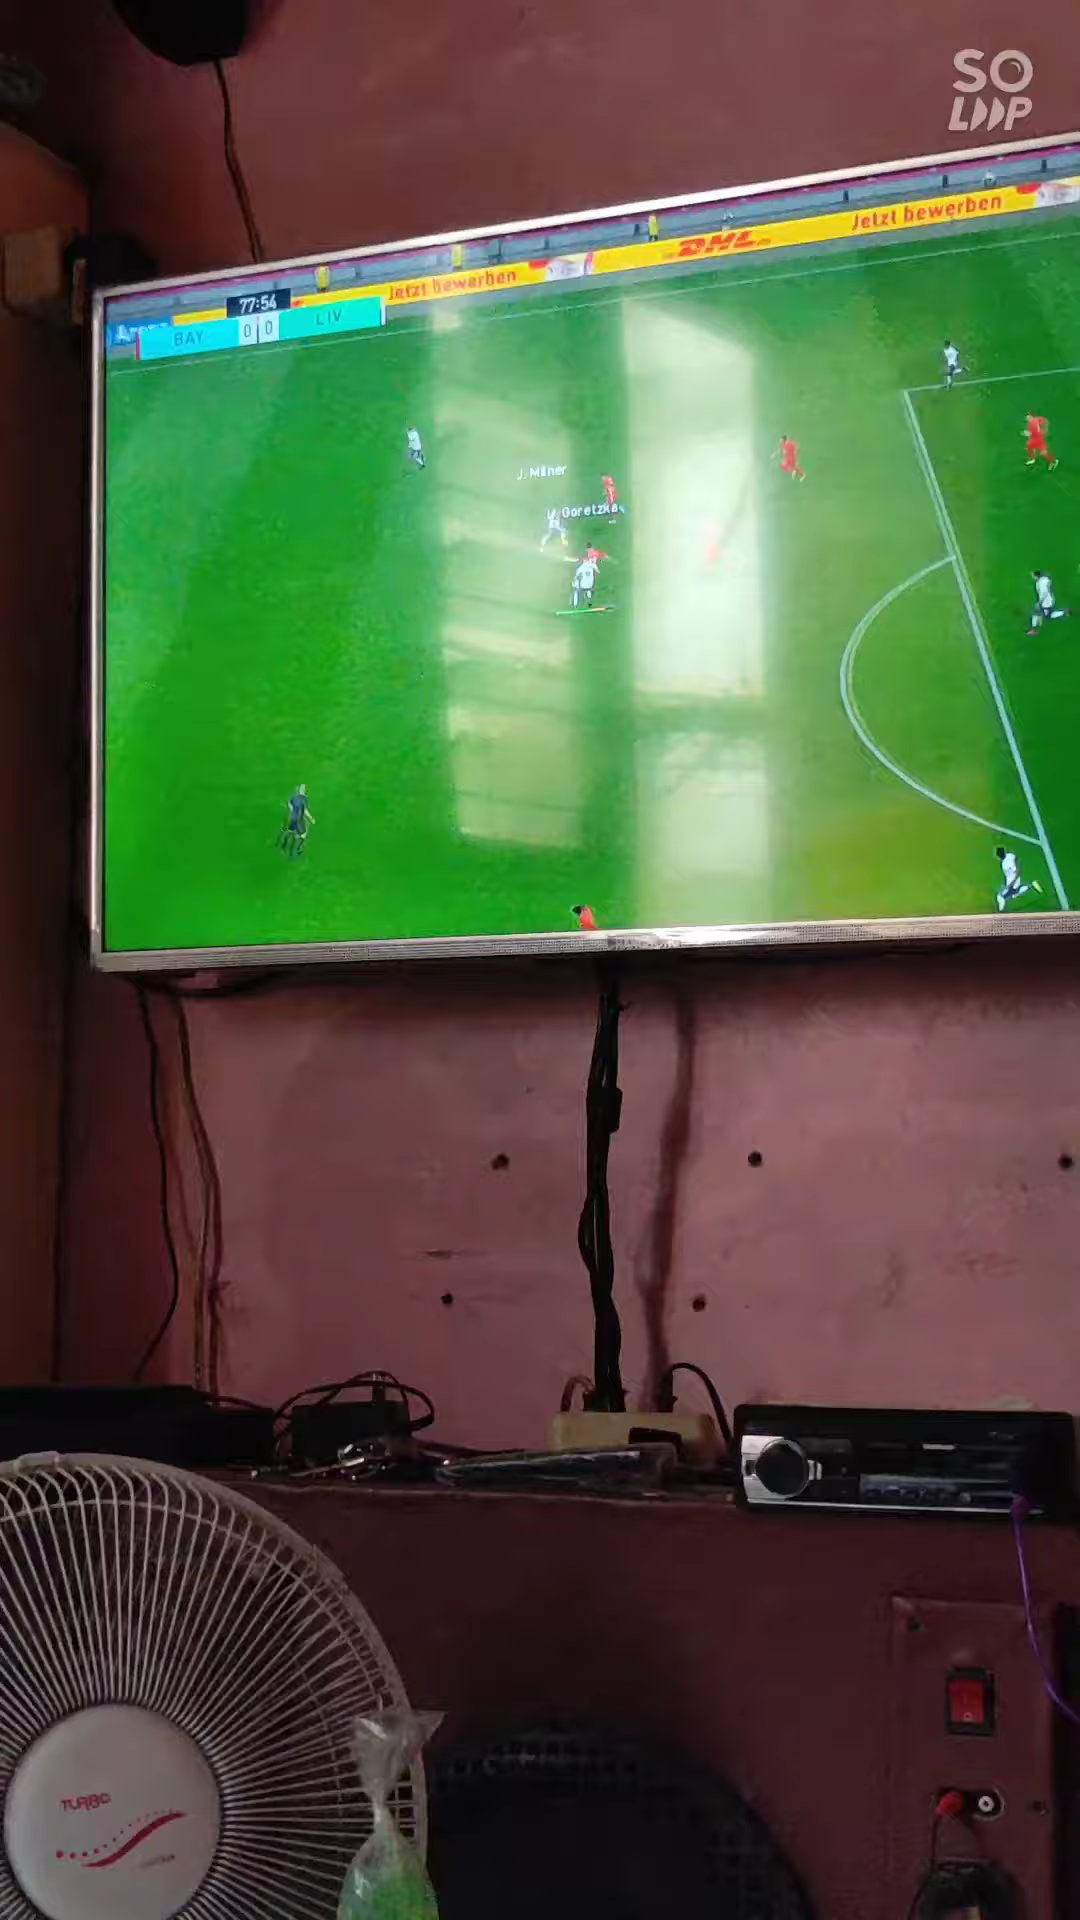 SO
LOOP
Jetzt bewerben
DHL
Jetzt bewerben
77:54
BAY 0 0 LIV
J. Milner
Goretzka
TURBO